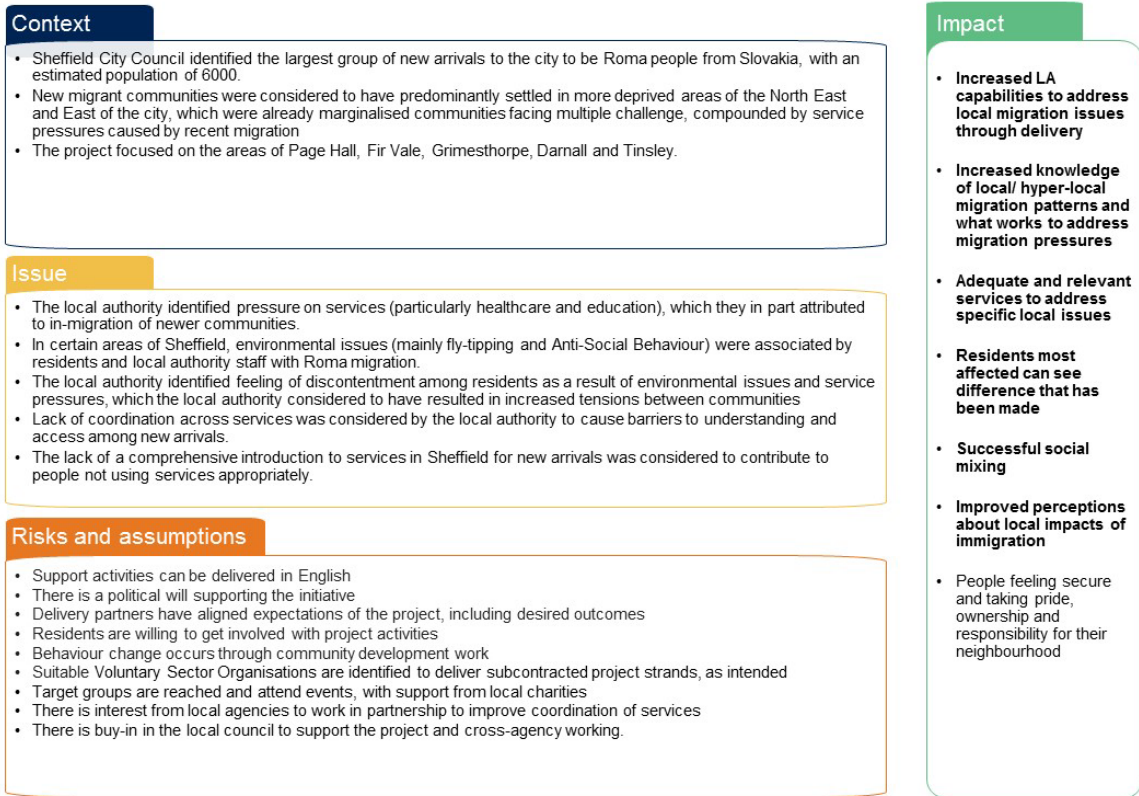 Context
• Sheffield City Council identified the largest group of new arrivals to the city to be Roma people from Slovakia, with an
estimated population of 6000.
• New migrant communities were considered to have predominantly settled in more deprived areas of the North East
and East of the city, which were already marginalised communities facing multiple challenge, compounded by service
pressures caused by recent migration
• The project focused on the areas of Page Hall, Fir Vale, Grimesthorpe, Darnall and Tinsley.
Issue
• The local authority identified pressure on services (particularly healthcare and education), which they in part attributed
to in-migration of newer communities.
• In certain areas of Sheffield, environmental issues (mainly fly-tipping and Anti-Social Behaviour) were associated by
residents and local authority staff with Roma migration.
• The local authority identified feeling of discontentment among residents as a result of environmental issues and service
pressures, which the local authority considered to have resulted in increased tensions between communities
• Lack of coordination across services was considered by the local authority to cause barriers to understanding and
access among new arrivals.
• The lack of a comprehensive introduction to services in Sheffield for new arrivals was considered to contribute to
people not using services appropriately.
Risks and assumptions
• Support activities can be delivered in English
• There is a political will supporting the initiative
• Delivery partners have aligned expectations of the project, including desired outcomes
• Residents are willing to get involved with project activities
• Behaviour change occurs through community development work
• Suitable Voluntary Sector Organisations are identified to deliver subcontracted project strands, as intended
• Target groups are reached and attend events, with support from local charities
• There is interest from local agencies to work in partnership to improve coordination of services
• There is buy-in in the local council to support the project and cross-agency working.
Impact
• Increased LA
capabilities to address
local migration issues
through delivery
• Increased knowledge
of local/ hyper-local
migration patterns and
what works to address
migration pressures
• Adequate and relevant
services to address
specific local issues
• Residents most
affected can see
difference that has
been made
• Successful social
mixing
• Improved perceptions
about local impacts of
immigration
• People feeling secure
and taking pride,
ownership and
responsibility for their
neighbourhood